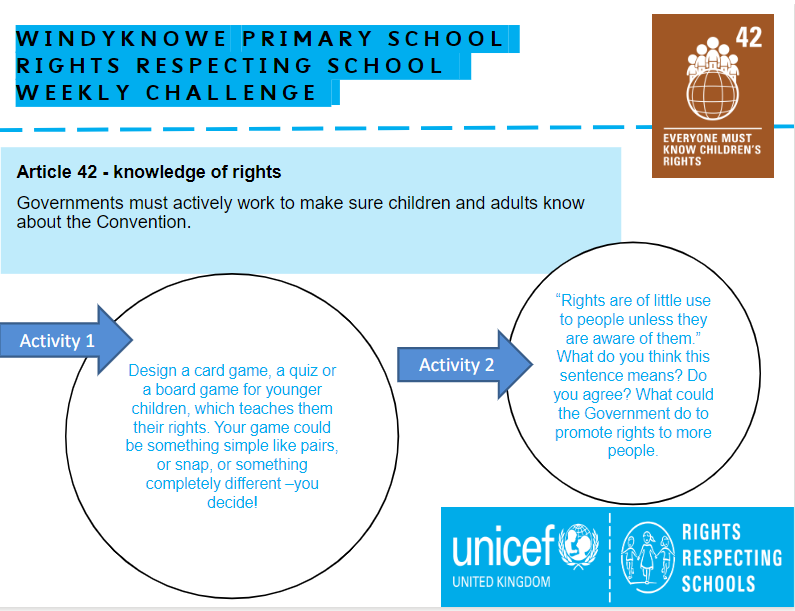 WINDYKNOWE PRIMARY SCHOOL
RIGHTS RESPECTING SCHOOL
WEEKLY CHALLENGE
42
EVERYONE MUST
KNOW CHILDREN'S
RIGHTS
Article 42 - knowledge of rights
Governments must actively work to make sure children and adults know
about the Convention.
Activity 1
Design a card game, a quiz or
a board game for younger
children, which teaches them
their rights. Your game could
be something simple like pairs,
or snap, or something
completely different –you
decide!
Activity 2
“Rights are of little use
to people unless they
are aware of them.”
What do you think this
sentence means? Do
you agree? What could
the Government do to
promote rights to more
people.
unicef
UNITED KINGDOM
RIGHTS
RESPECTING
SCHOOLS